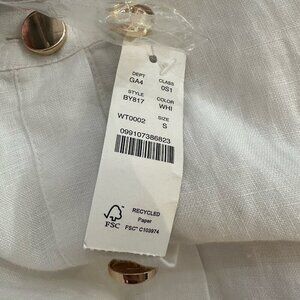 DEPT CLASS
GA4 0S1
STYLE COLOR
BY817 WHI
SIZE
WT0002 S
099107386823
RECYCLED
Paper
FSC
FSC® C103974